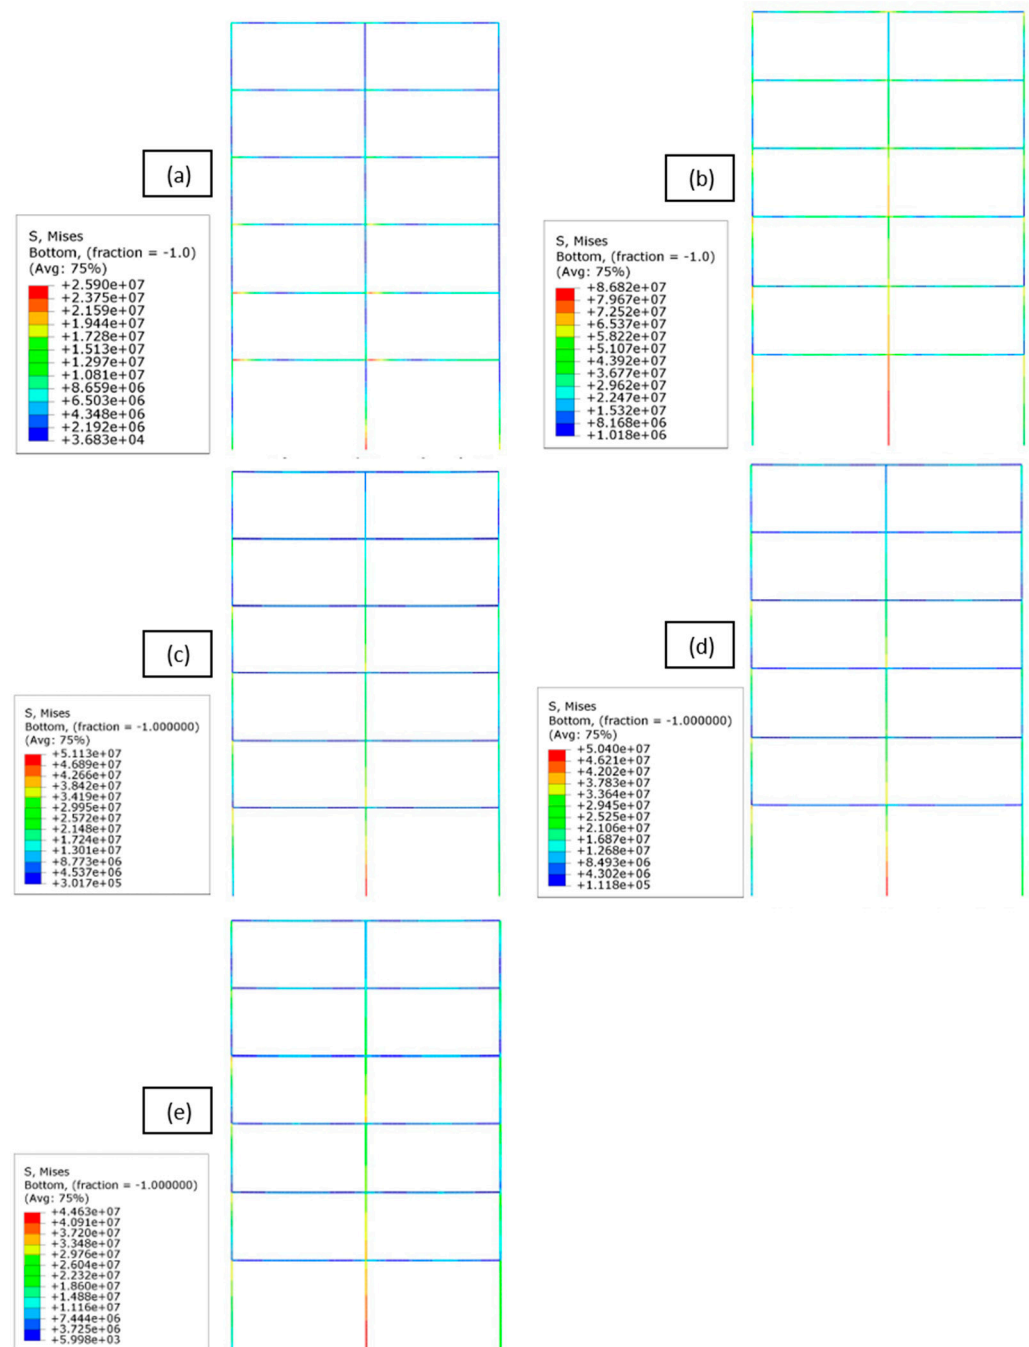 (a)
S, Mises
Bottom, (fraction = -1.0)
(Avg: 75%)
+2.590e+07
+2.375e+07
+2.159e+07
+1.944e+07
+1.728e+07
+1.513e+07
+1.297e+07
+1.081e+07
+8.659e+06
+6.503e+06
+4.348e+06
+2.192e+06
+3.683e+04
(b)
S, Mises
Bottom, (fraction = -1.0)
(Avg: 75%)
+8.682e+07
+7.967e+07
+7.252e+07
+6.537e+07
+5.822e+07
+5.107e+07
+4.392e+07
+3.677e+07
+2.962e+07
+2.247e+07
+1.532e+07
+8.168e+06
+1.018e+06
(c)
S, Mises
Bottom, (fraction = -1.000000)
(Avg: 75%)
+5.113e+07
+4.689e+07
+4.266e+07
+3.842e+07
+3.419e+07
+2.995e+07
+2.572e+07
+2.148e+07
+1.724e+07
+1.301e+07
+8.773e+06
+4.537e+06
+3.017e+05
(d)
S, Mises
Bottom, (fraction = -1.000000)
(Avg: 75%)
+5.040e+07
+4.621e+07
+4.202e+07
+3.783e+07
+3.364e+07
+2.945e+07
+2.525e+07
+2.106e+07
+1.687e+07
+1.268e+07
+8.493e+06
+4.302e+06
+1.118e+05
(e)
S, Mises
Bottom, (fraction = -1.000000)
(Avg: 75%)
+4.463e+07
+4.091e+07
+3.720e+07
+3.348e+07
+2.976e+07
+2.604e+07
+2.232e+07
+1.860e+07
+1.488e+07
+1.116e+07
+7.444e+06
+3.725e+06
+5.998e+03